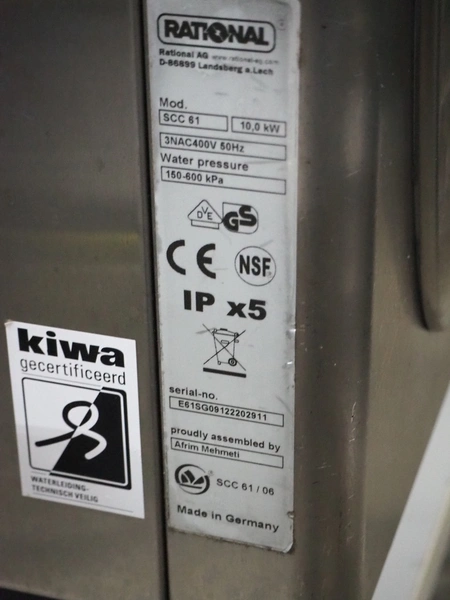 RATIONAL
Rational AG www.rational-ag.com
D-86899 Landsberg a.Lech
Mod.
SCC 61 10,0 kW
3NAC400V 50Hz
Water pressure
150-600 kPa
DVE GS
CE NSF
IP x5
serial-no.
E61SG09122202911
proudly assembled by
Afrim Mehmeti
SCC 61 / 06
Made in Germany
kiwa
gecertificeerd
WATERLEIDING-
TECHNISCH VEILIG